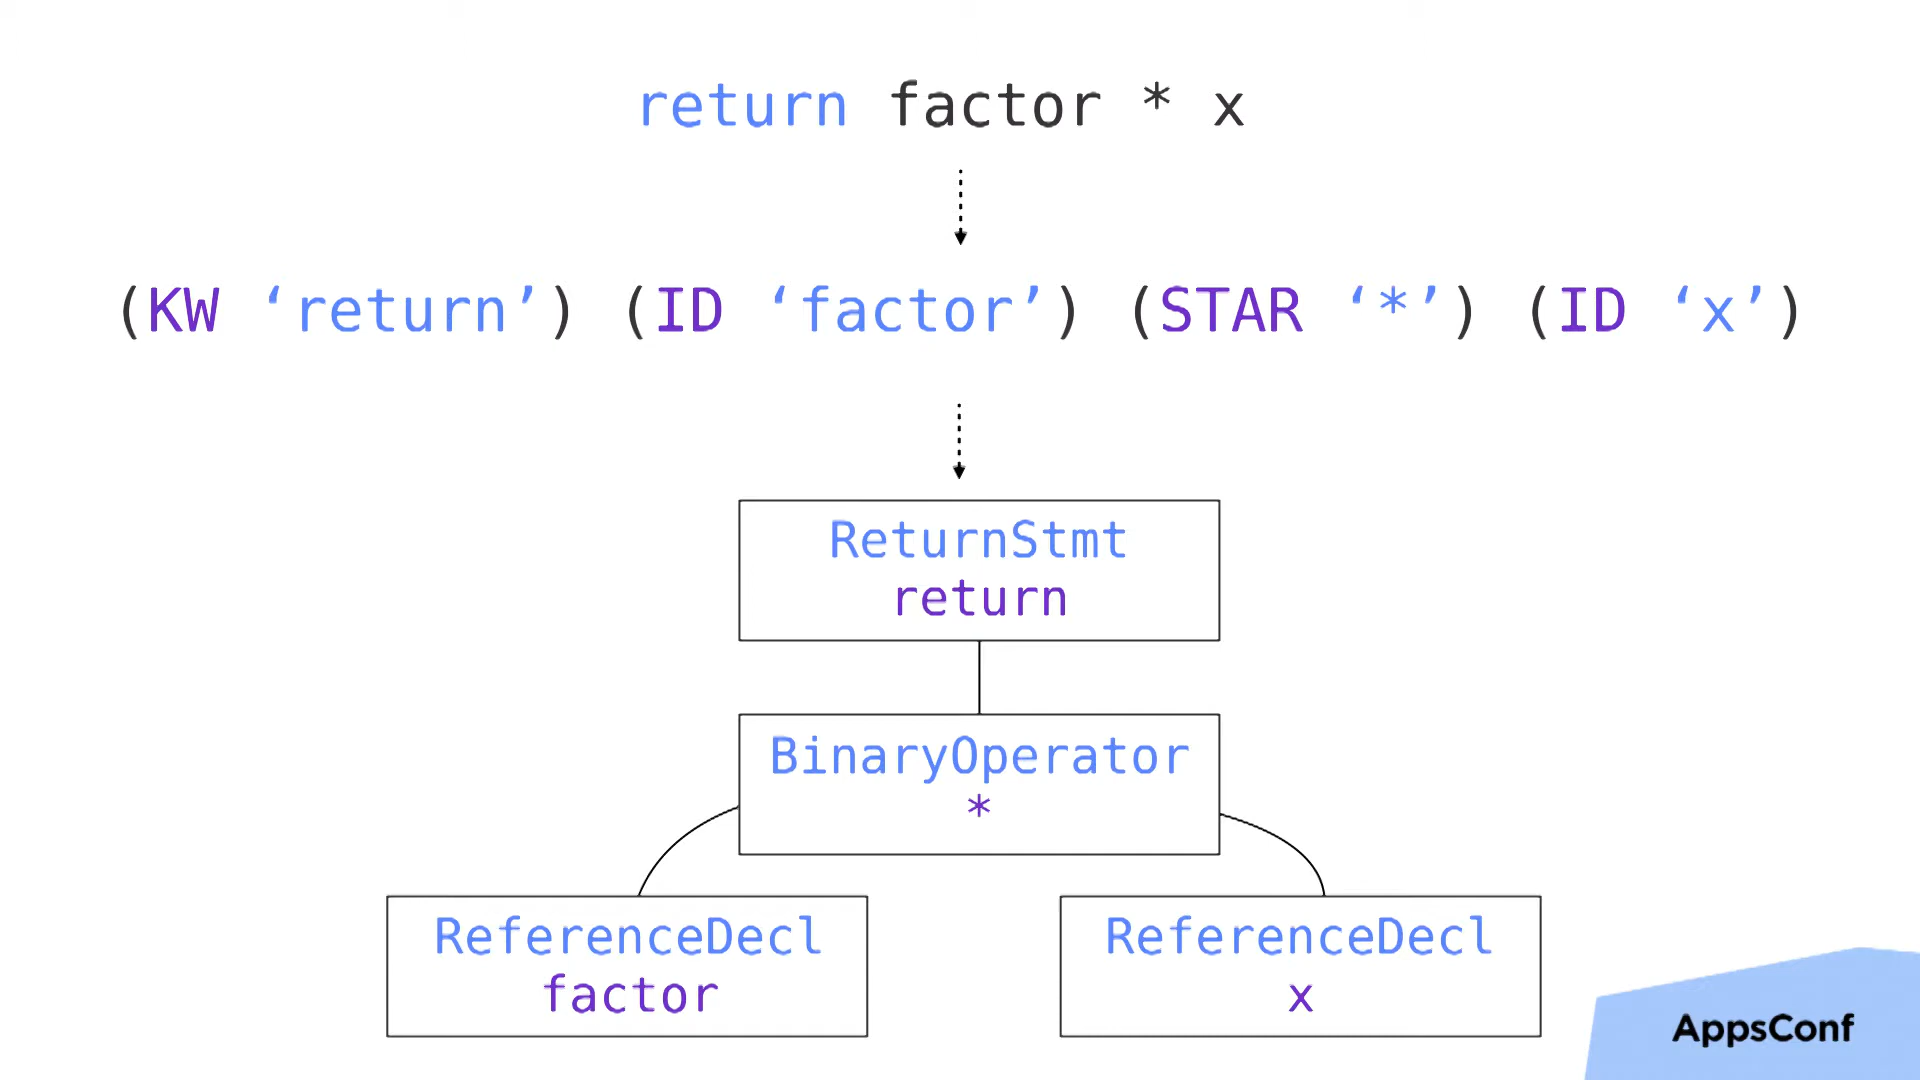 return factor * x
(KW ‘return’) (ID ‘factor’) (STAR ‘*’) (ID ‘x’)
ReturnStmt
return
BinaryOperator
*
ReferenceDecl
factor
ReferenceDecl
x
AppsConf